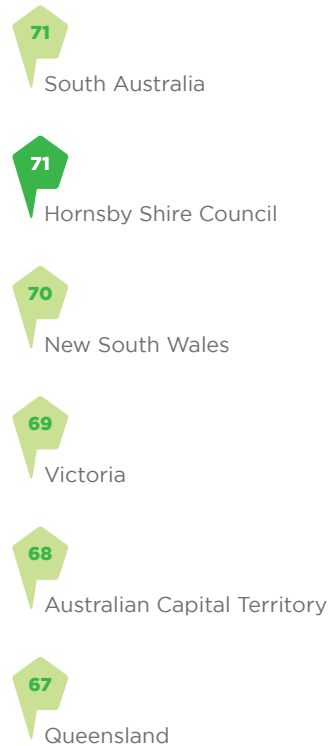 71
South Australia
71
Hornsby Shire Council
70
New South Wales
69
Victoria
68
Australian Capital Territory
67
Queensland